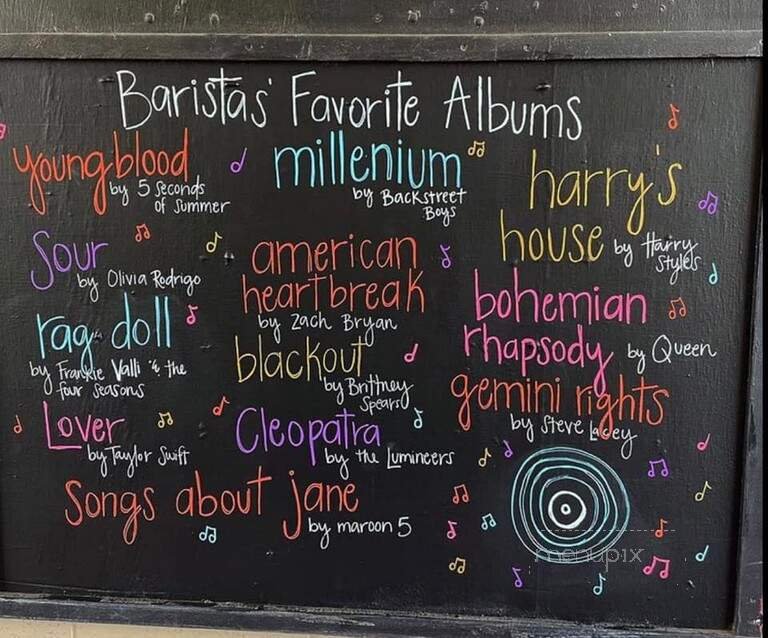 Baristas' Favorite Albums
youngblood
by 5 Seconds
of Summer
Sour
by Olivia Rodrigo
rag doll
by Frankie Valli & the
four Seasons
Lover
by Taylor Swift
Songs about jane
by maroon 5
millenium
by Backstreet
Boys
american
heartbreak
by Zach Bryan
blackout
by Brittney
Spears
Cleopatra
by the Lumineers
harry's
house by Harry
Styles
bohemian
rhapsody by Queen
gemini rights
by Steve Lacey
menupix